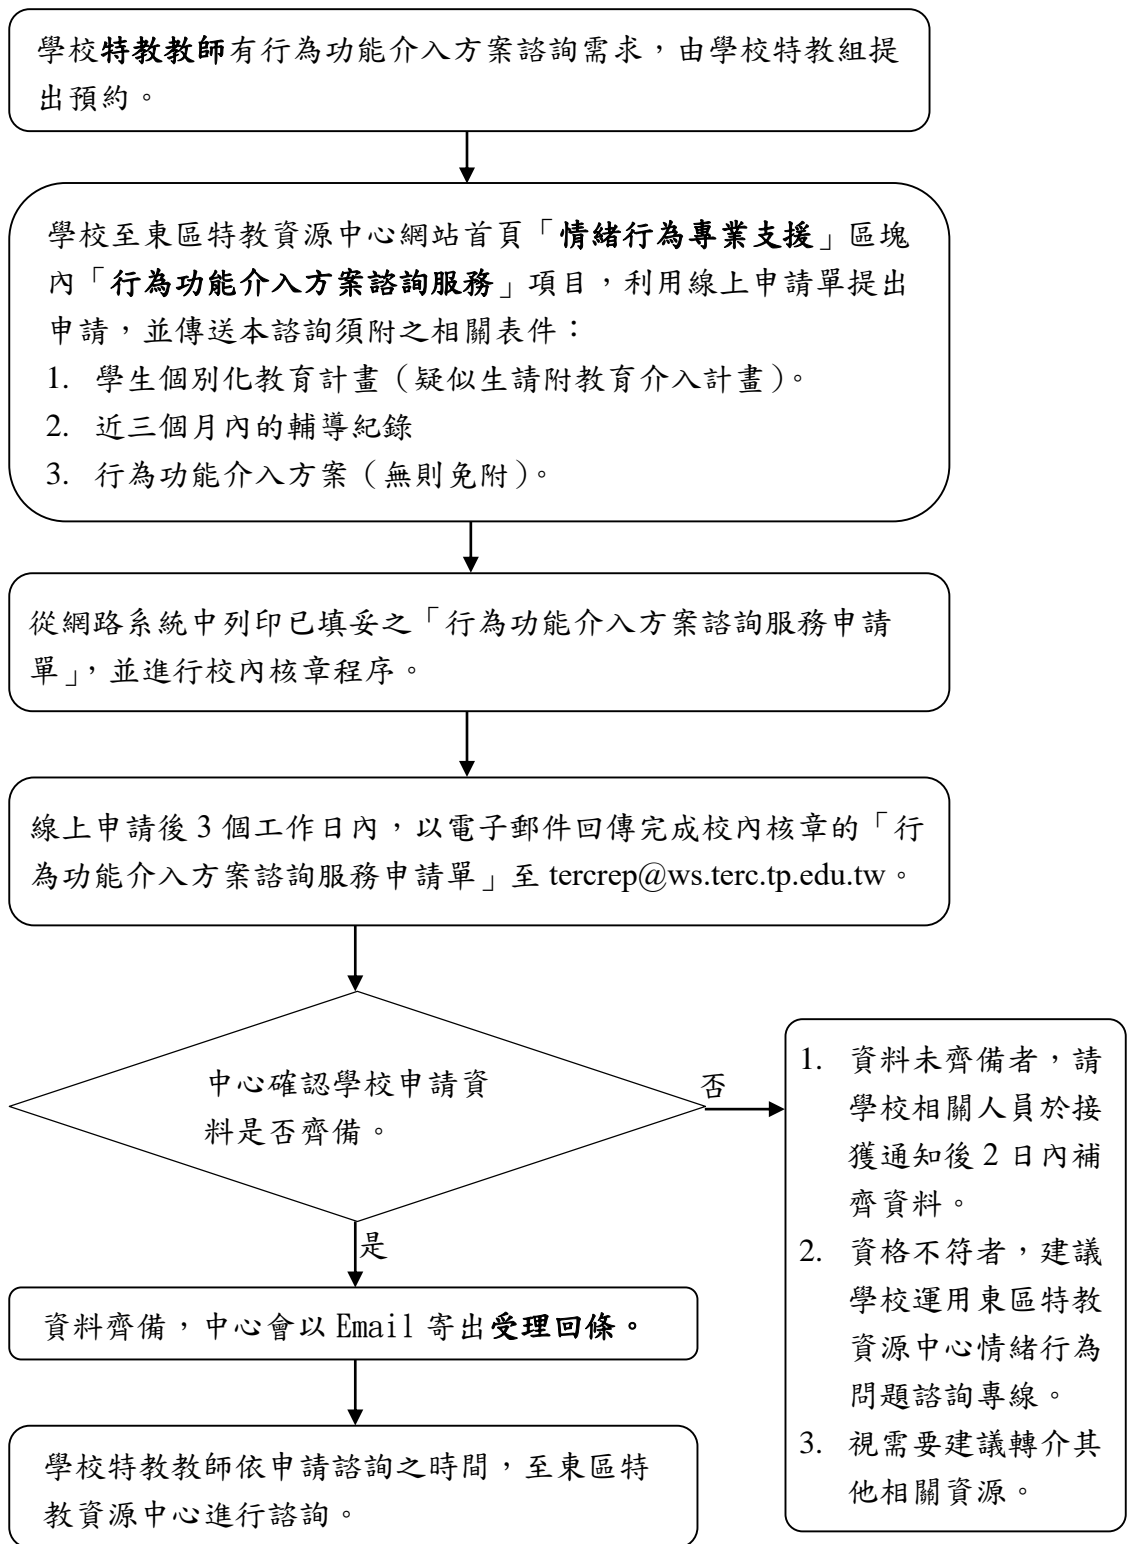 學校特教教師有行為功能介入方案諮詢需求，由學校特教組提
出預約。
學校至東區特教資源中心網站首頁「情緒行為專業支援」區塊
內「行為功能介入方案諮詢服務」項目，利用線上申請單提出
申請，並傳送本諮詢須附之相關表件：
1. 學生個別化教育計畫（疑似生請附教育介入計畫）。
2. 近三個月內的輔導紀錄
3. 行為功能介入方案（無則免附）。
從網路系統中列印已填妥之「行為功能介入方案諮詢服務申請
單」，並進行校內核章程序。
線上申請後 3 個工作日內，以電子郵件回傳完成校內核章的「行
為功能介入方案諮詢服務申請單」至 tercrep@ws.terc.tp.edu.tw。
中心確認學校申請資
料是否齊備。
否
1. 資料未齊備者，請
學校相關人員於接
獲通知後 2 日內補
齊資料。
2. 資格不符者，建議
學校運用東區特教
資源中心情緒行為
問題諮詢專線。
3. 視需要建議轉介其
他相關資源。
是
資料齊備，中心會以 Email 寄出受理回條。
學校特教教師依申請諮詢之時間，至東區特
教資源中心進行諮詢。